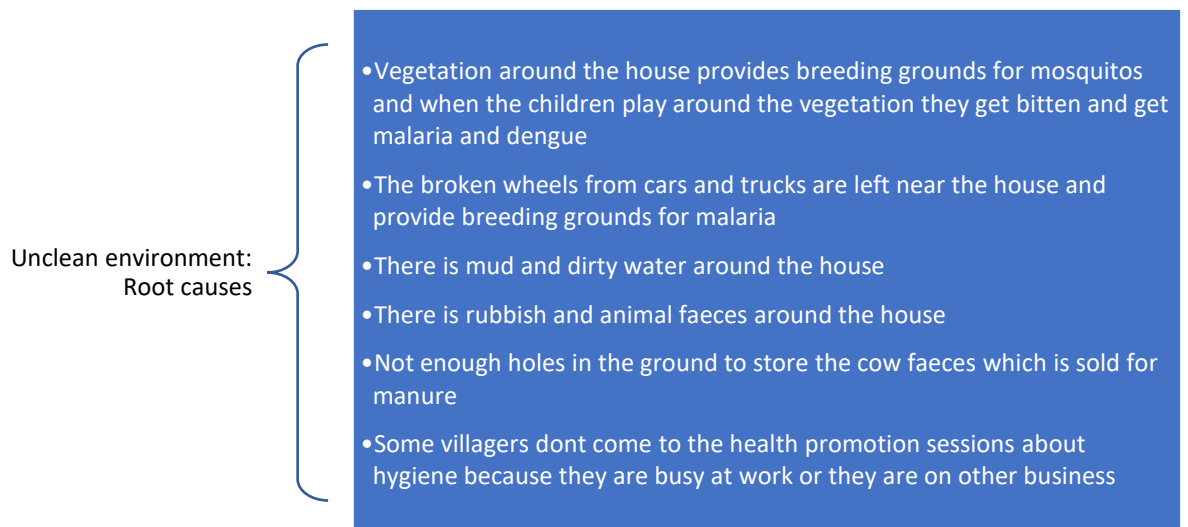 Unclean environment:
Root causes
•Vegetation around the house provides breeding grounds for mosquitos
and when the children play around the vegetation they get bitten and get
malaria and dengue
•The broken wheels from cars and trucks are left near the house and
provide breeding grounds for malaria
•There is mud and dirty water around the house
•There is rubbish and animal faeces around the house
•Not enough holes in the ground to store the cow faeces which is sold for
manure
•Some villagers dont come to the health promotion sessions about
hygiene because they are busy at work or they are on other business